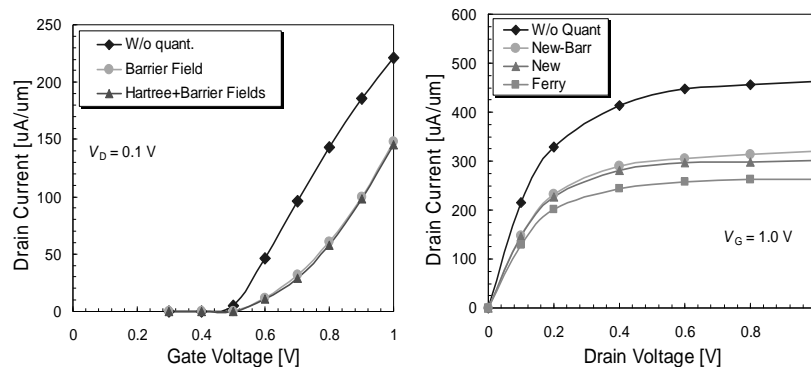 250
200
150
100
50
0
Drain Current [uA/um]
W/o quant.
Barrier Field
Hartree+Barrier Fields
V_D = 0.1 V
0 0.2 0.4 0.6 0.8 1
Gate Voltage [V]
600
500
400
300
200
100
0
Drain Current [uA/um]
W/o Quant
New-Barr
New
Ferry
V_G = 1.0 V
0 0.2 0.4 0.6 0.8
Drain Voltage [V]